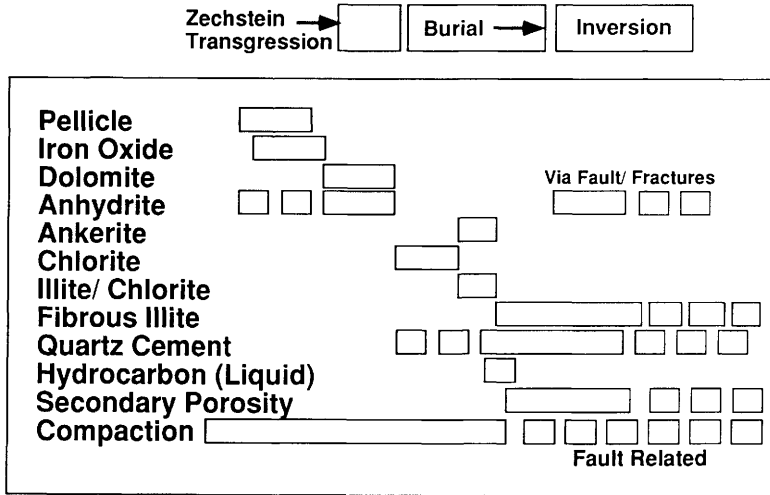 Zechstein
Transgression
Burial
Inversion
Pellicle
Iron Oxide
Dolomite
Via Fault/ Fractures
Anhydrite
Ankerite
Chlorite
Illite/ Chlorite
Fibrous Illite
Quartz Cement
Hydrocarbon (Liquid)
Secondary Porosity
Compaction
Fault Related